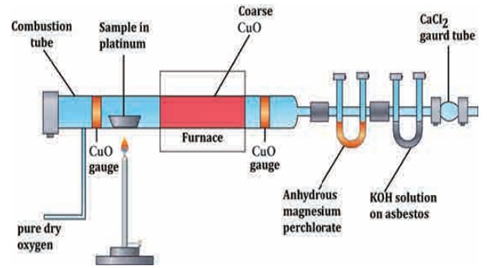 Combustion
tube
Sample in
platinum
Coarse
CuO
CaCl₂
gaurd tube
CuO
gauge
Furnace
CuO
gauge
pure dry
oxygen
Anhydrous
magnesium
perchlorate
KOH solution
on asbestos